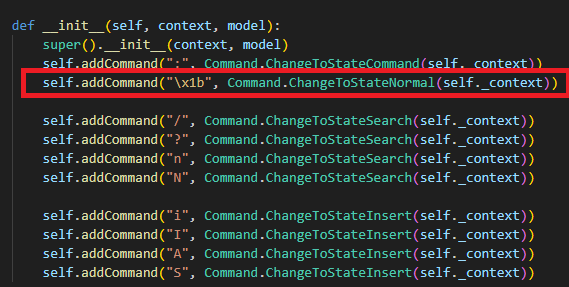 def __init__(self, context, model):
    super().__init__(context, model)
    self.addCommand(":", Command.ChangeToStateCommand(self._context))
    self.addCommand("\x1b", Command.ChangeToStateNormal(self._context))
    self.addCommand("/", Command.ChangeToStateSearch(self._context))
    self.addCommand("?", Command.ChangeToStateSearch(self._context))
    self.addCommand("n", Command.ChangeToStateSearch(self._context))
    self.addCommand("N", Command.ChangeToStateSearch(self._context))
    self.addCommand("i", Command.ChangeToStateInsert(self._context))
    self.addCommand("I", Command.ChangeToStateInsert(self._context))
    self.addCommand("A", Command.ChangeToStateInsert(self._context))
    self.addCommand("S", Command.ChangeToStateInsert(self._context))